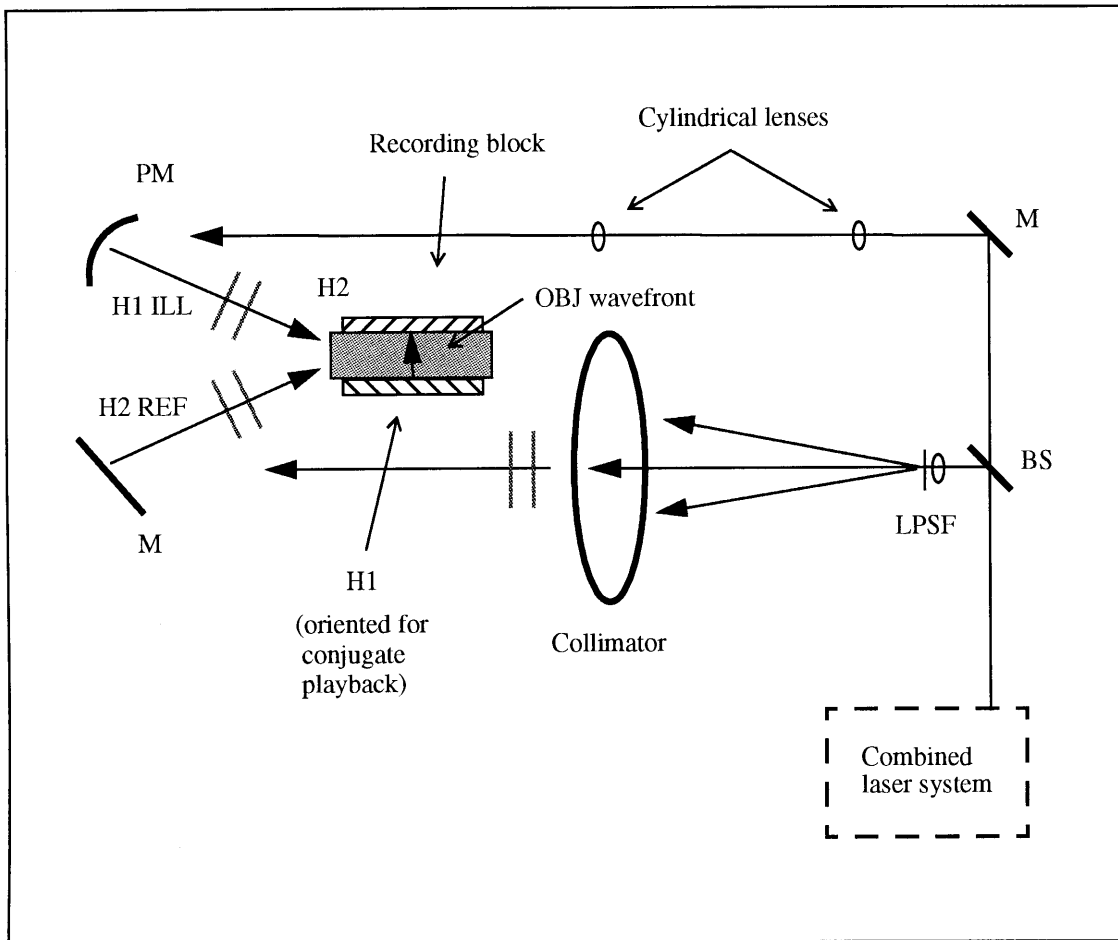 Cylindrical lenses
Recording block
PM
M
H2
OBJ wavefront
H1 ILL
H2 REF
BS
LPSF
M
H1
(oriented for
conjugate
playback)
Collimator
Combined
laser system